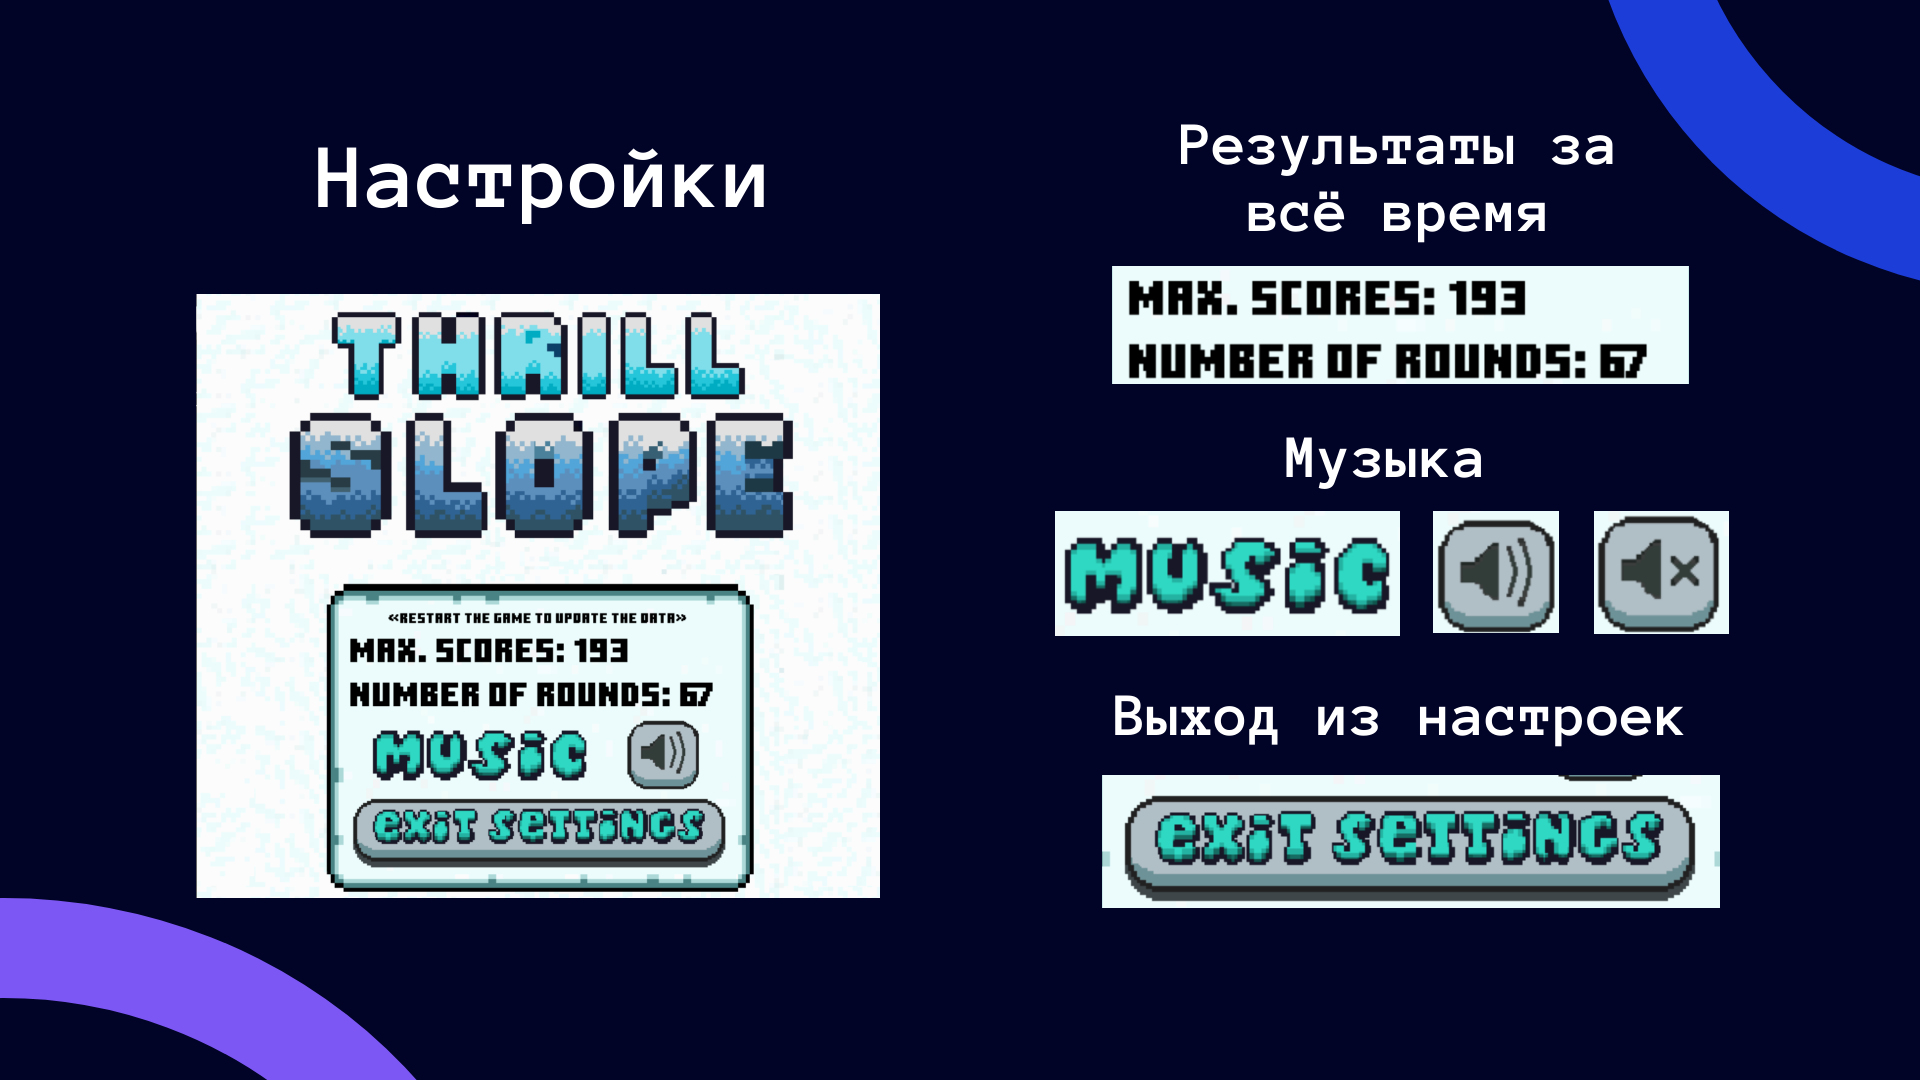 Настройки
THRILL
SLOPE
«RESTART THE GAME TO UPDATE THE DATA»
MAX. SCORES: 193
NUMBER OF ROUNDS: 67
MUSiC
eXiT SeTTiNGS
Результаты за
всё время
MAX. SCORES: 193
NUMBER OF ROUNDS: 67
Музыка
MUSiC
Выход из настроек
eXiT SeTTiNGS